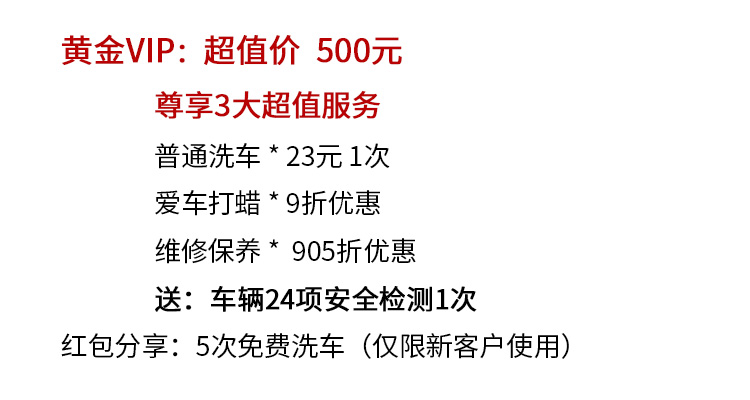 黄金VIP：超值价 500元
尊享3大超值服务
普通洗车 * 23元 1次
爱车打蜡 * 9折优惠
维修保养 * 905折优惠
送：车辆24项安全检测1次
红包分享：5次免费洗车（仅限新客户使用）